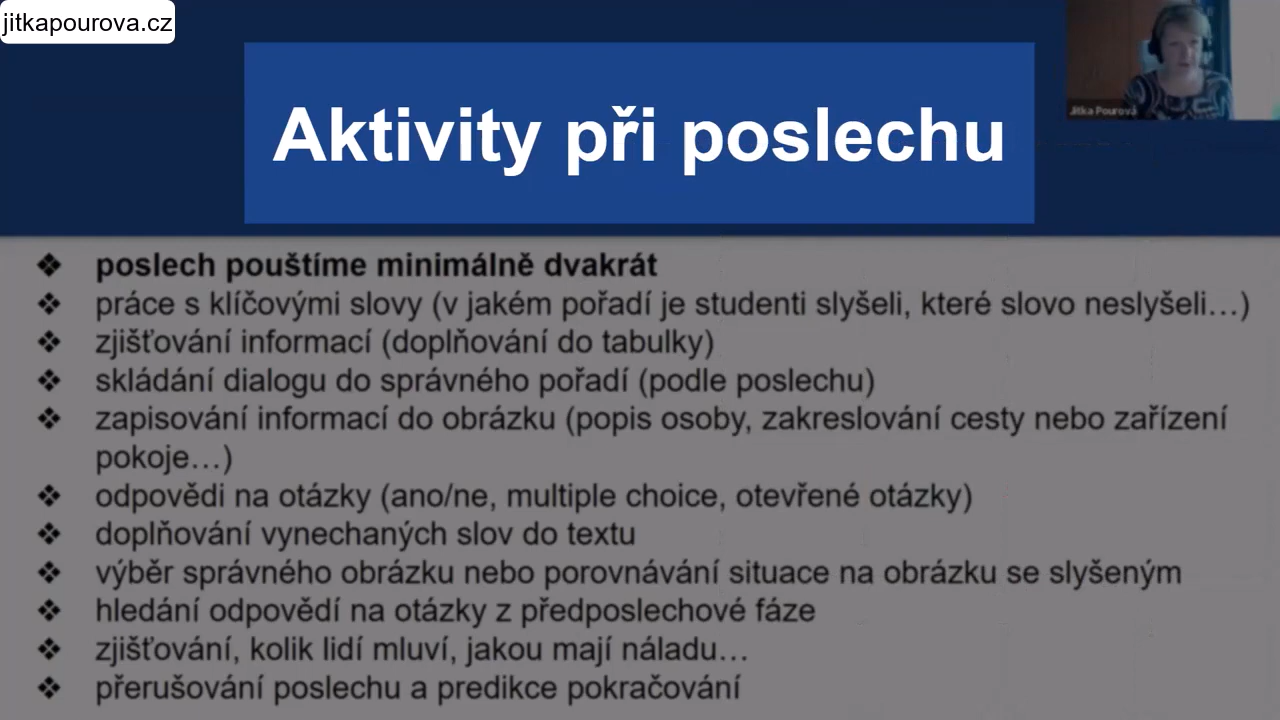 jitkapourova.cz
Aktivity při poslechu
Jitka Pourová
❖ poslech pouštíme minimálně dvakrát
❖ práce s klíčovými slovy (v jakém pořadí je studenti slyšeli, které slovo neslyšeli…)
❖ zjišťování informací (doplňování do tabulky)
❖ skládání dialogu do správného pořadí (podle poslechu)
❖ zapisování informací do obrázku (popis osoby, zakreslování cesty nebo zařízení
pokoje…)
❖ odpovědi na otázky (ano/ne, multiple choice, otevřené otázky)
❖ doplňování vynechaných slov do textu
❖ výběr správného obrázku nebo porovnávání situace na obrázku se slyšeným
❖ hledání odpovědí na otázky z předposlechové fáze
❖ zjišťování, kolik lidí mluví, jakou mají náladu…
❖ přerušování poslechu a predikce pokračování